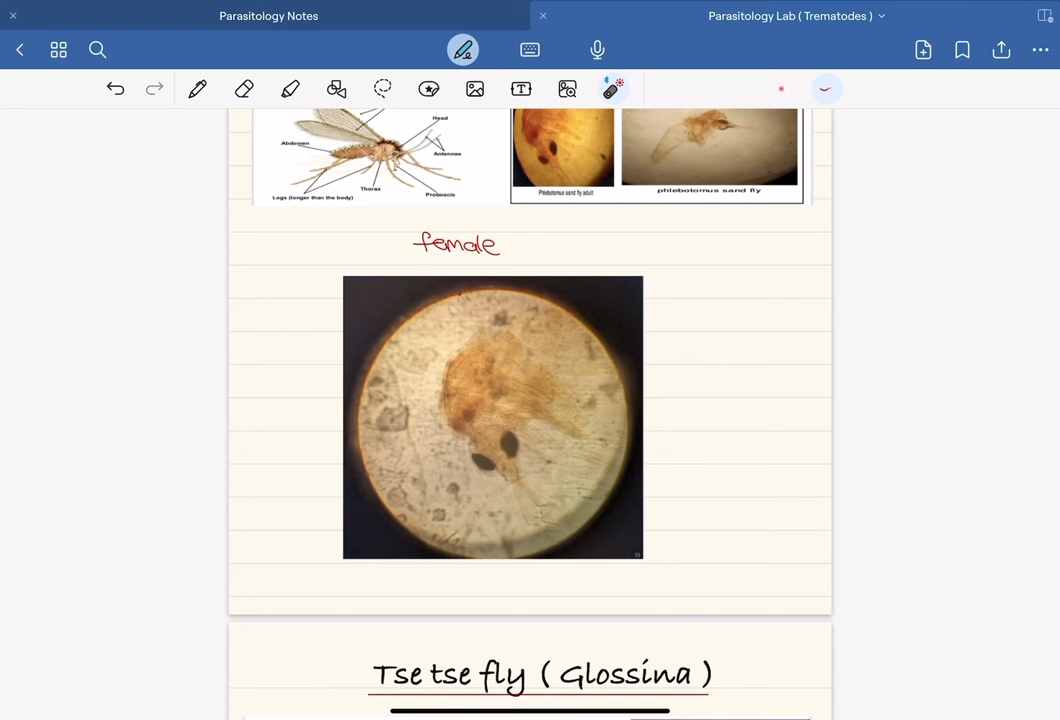 Parasitology Notes
Parasitology Lab ( Trematodes )
Head
Abdomen
Antennae
Thorax
Proboscis
Legs (longer than the body)
Phlebotomus sand fly adult
phlebotomus sand fly
female
Tse tse fly ( Glossina )